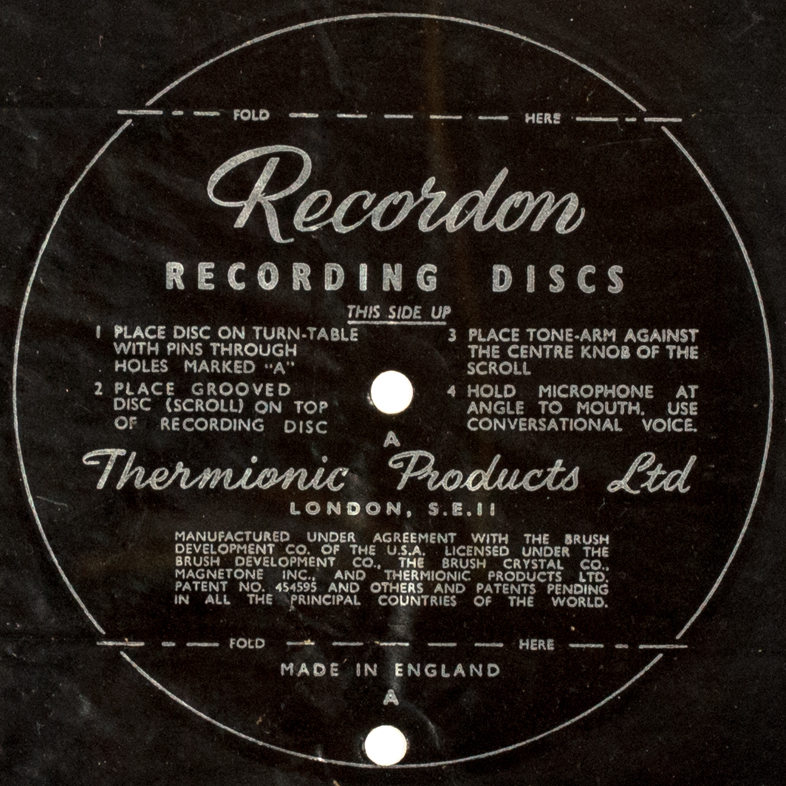 FOLD HERE
Recordon
RECORDING DISCS
THIS SIDE UP
1 PLACE DISC ON TURN-TABLE
WITH PINS THROUGH
HOLES MARKED "A"
2 PLACE GROOVED
DISC (SCROLL) ON TOP
OF RECORDING DISC
3 PLACE TONE-ARM AGAINST
THE CENTRE KNOB OF THE
SCROLL
4 HOLD MICROPHONE AT
ANGLE TO MOUTH. USE
CONVERSATIONAL VOICE.
A
Thermionic Products Ltd
LONDON, S.E.11
MANUFACTURED UNDER AGREEMENT WITH THE BRUSH
DEVELOPMENT CO. OF THE U.S.A. LICENSED UNDER THE
BRUSH DEVELOPMENT CO., THE BRUSH CRYSTAL CO.,
MAGNETONE INC., AND THERMIONIC PRODUCTS LTD.
PATENT NO. 454595 AND OTHERS AND PATENTS PENDING
IN ALL THE PRINCIPAL COUNTRIES OF THE WORLD.
FOLD HERE
MADE IN ENGLAND
A